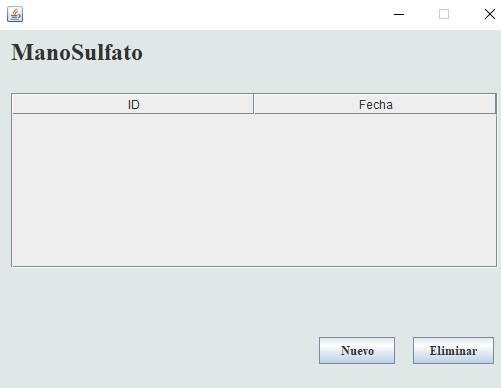 ManoSulfato
ID Fecha
Nuevo Eliminar